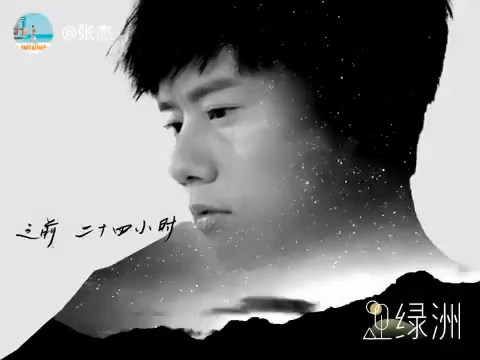 @张杰
之前 二十四小时
绿洲